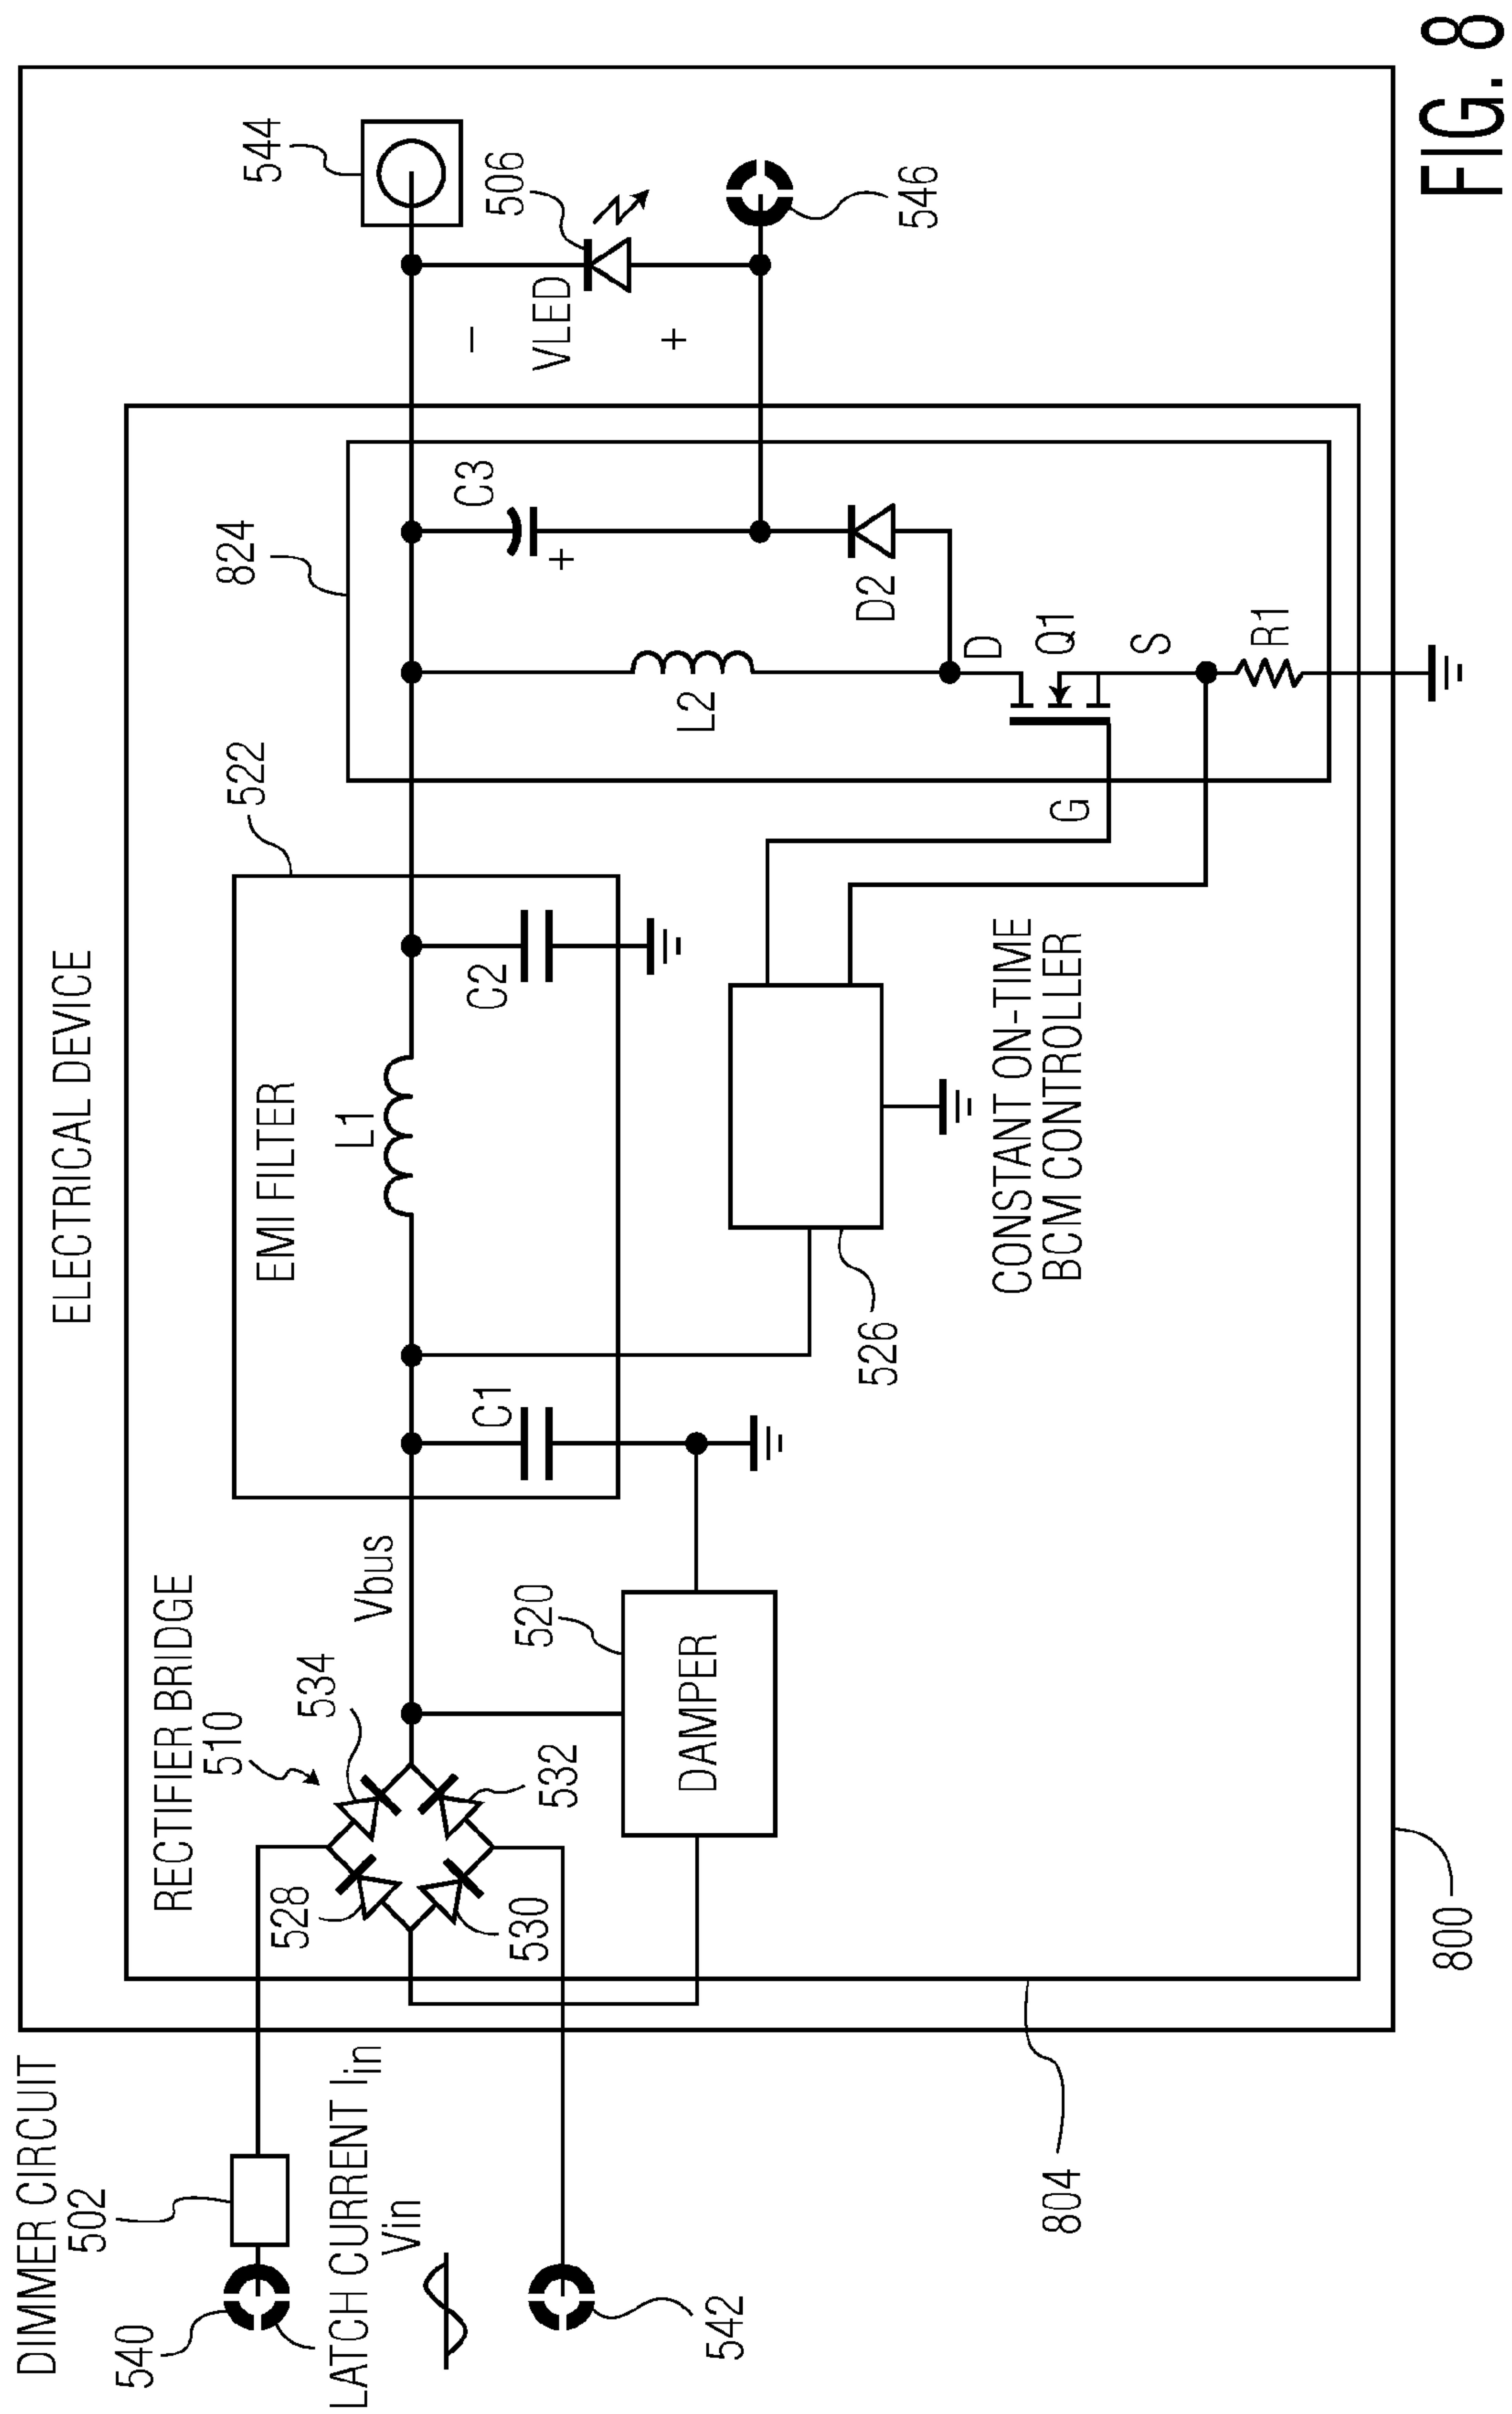 ELECTRICAL DEVICE
DIMMER CIRCUIT
502
540
LATCH CURRENT Iin
Vin
542
RECTIFIER BRIDGE
510
528
534
530
532
Vbus
520
DAMPER
522
EMI FILTER
L1
C1
C2
526
CONSTANT ON-TIME
BCM CONTROLLER
824
L2
C3
+
D2
D
Q1
G
S
R1
544
506
−
VLED
+
546
804
800
FIG. 8